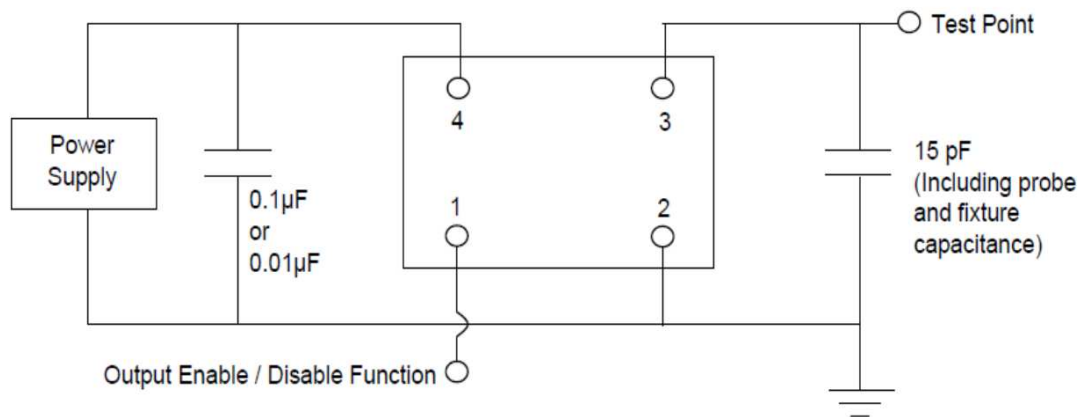 Test Point
4
3
Power
Supply
15 pF
(Including probe
and fixture
capacitance)
0.1µF
or
0.01µF
1
2
Output Enable / Disable Function